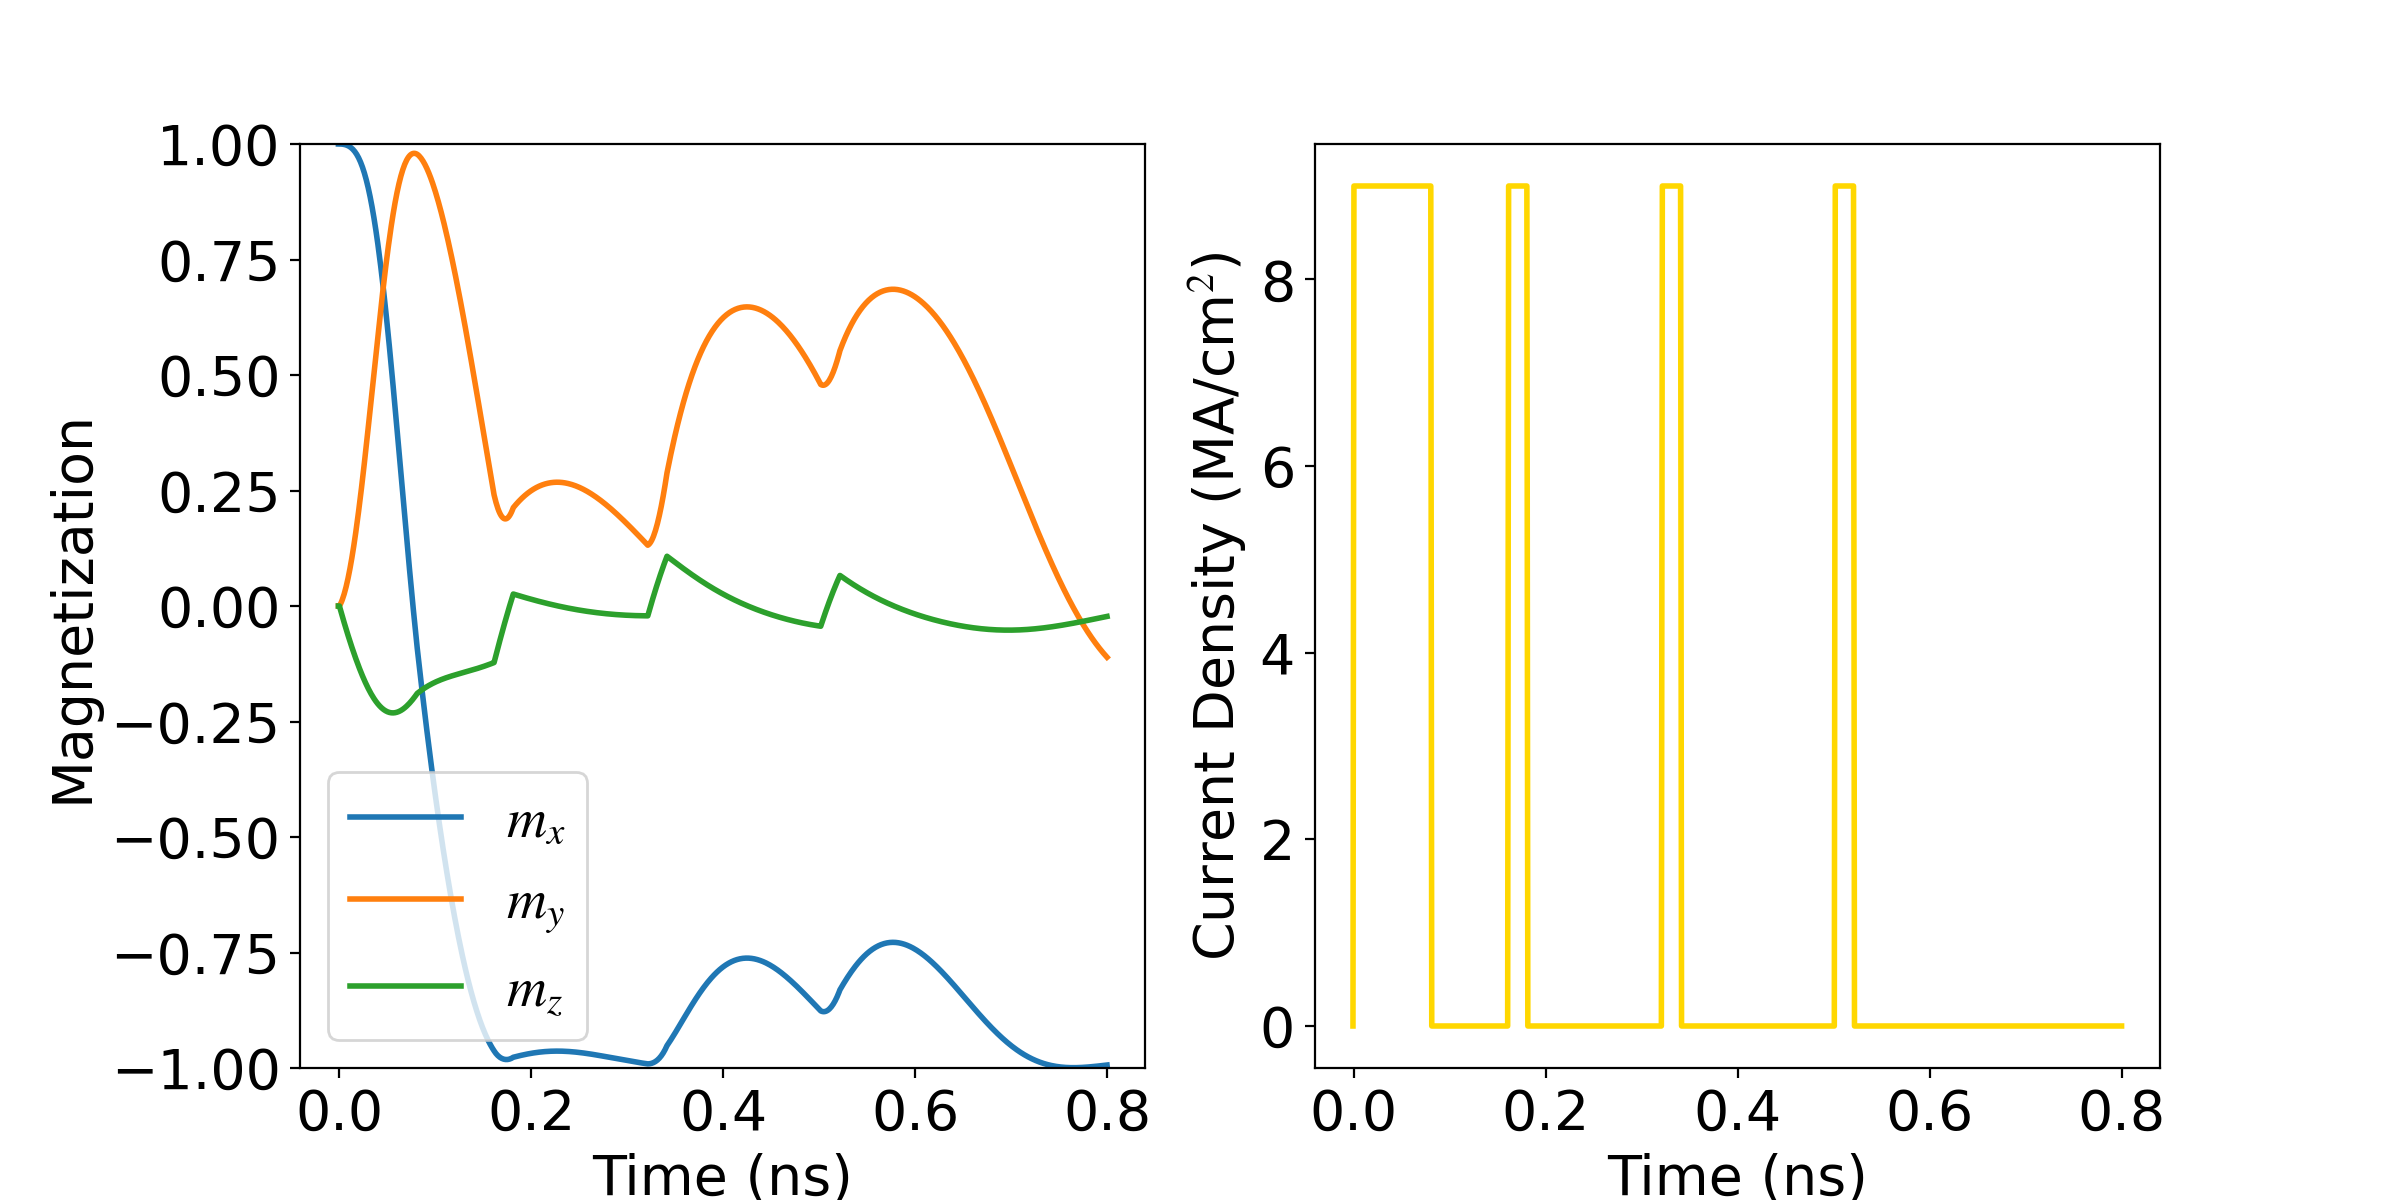 Magnetization
1.00
0.75
0.50
0.25
0.00
−0.25
−0.50
−0.75
−1.00
m_x
m_y
m_z
0.0 0.2 0.4 0.6 0.8
Time (ns)
Current Density (MA/cm²)
8
6
4
2
0
0.0 0.2 0.4 0.6 0.8
Time (ns)